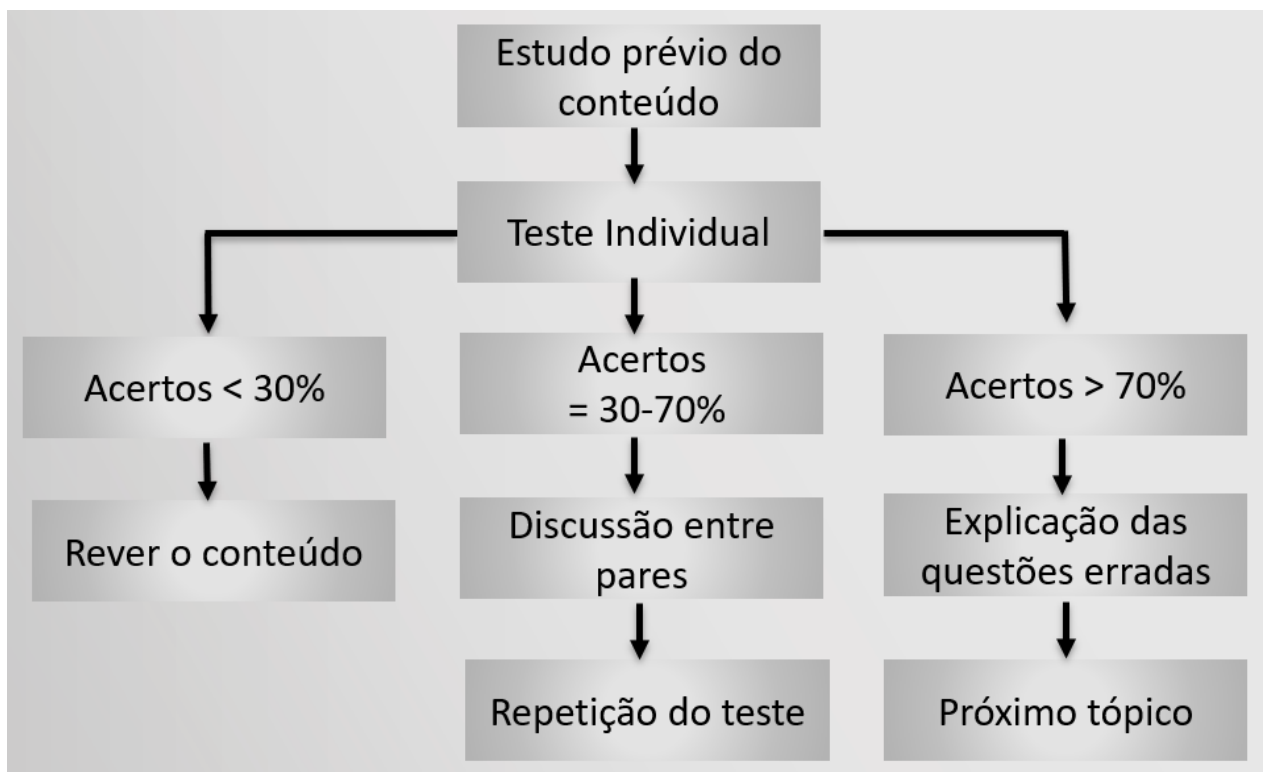 Estudo prévio do
conteúdo
Teste Individual
Acertos < 30%
Acertos
= 30-70%
Acertos > 70%
Rever o conteúdo
Discussão entre
pares
Explicação das
questões erradas
Repetição do teste
Próximo tópico